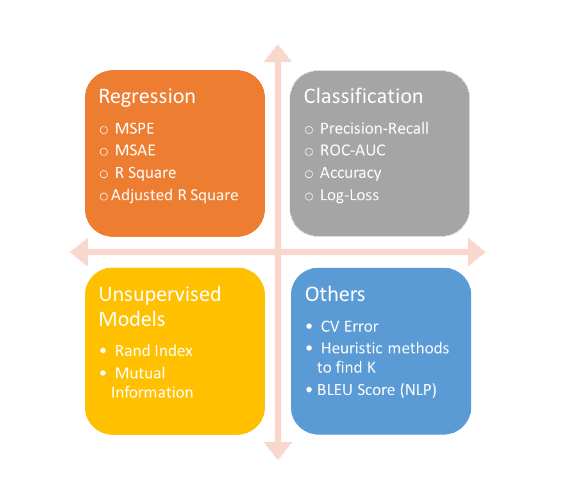 Regression
○ MSPE
○ MSAE
○ R Square
○ Adjusted R Square
Classification
○ Precision-Recall
○ ROC-AUC
○ Accuracy
○ Log-Loss
Unsupervised
Models
• Rand Index
• Mutual
Information
Others
• CV Error
• Heuristic methods
to find K
• BLEU Score (NLP)